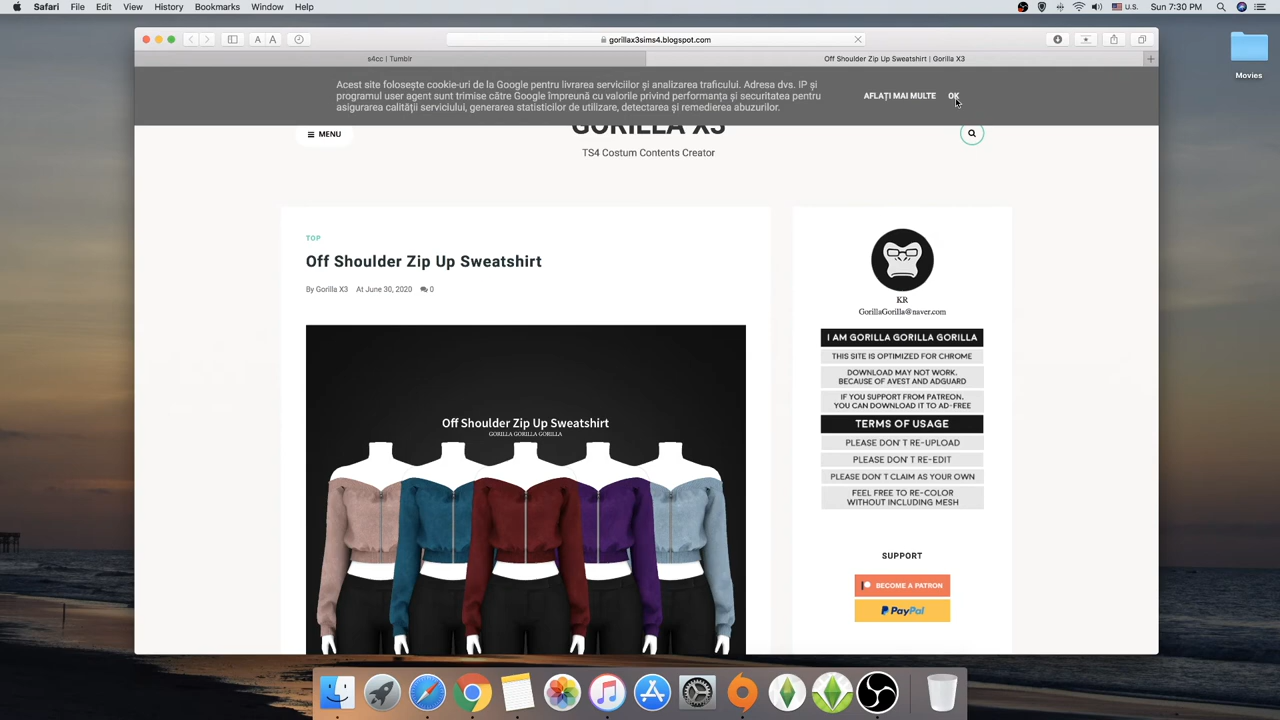 Safari File Edit View History Bookmarks Window Help
U.S. Sun 7:30 PM
A A
gorillax3sims4.blogspot.com
s4cc | Tumblr
Off Shoulder Zip Up Sweatshirt | Gorilla X3
Movies
Acest site folosește cookie-uri de la Google pentru livrarea serviciilor și analizarea traficului. Adresa dvs. IP și
programul user agent sunt trimise către Google împreună cu valorile privind performanța și securitatea pentru
asigurarea calității serviciului, generarea statisticilor de utilizare, detectarea și remedierea abuzurilor.
AFLAȚI MAI MULTE OK
MENU
GORILLA X3
TS4 Costum Contents Creator
TOP
Off Shoulder Zip Up Sweatshirt
By Gorilla X3 At June 30, 2020 0
Off Shoulder Zip Up Sweatshirt
GORILLA GORILLA GORILLA
KR
GorillaGorilla@naver.com
I AM GORILLA GORILLA GORILLA
THIS SITE IS OPTIMIZED FOR CHROME
DOWNLOAD MAY NOT WORK.
BECAUSE OF AVEST AND ADGUARD
IF YOU SUPPORT FROM PATREON.
YOU CAN DOWNLOAD IT TO AD-FREE
TERMS OF USAGE
PLEASE DON' T RE-UPLOAD
PLEASE DON' T RE-EDIT
PLEASE DON' T CLAIM AS YOUR OWN
FEEL FREE TO RE-COLOR
WITHOUT INCLUDING MESH
SUPPORT
BECOME A PATRON
PayPal